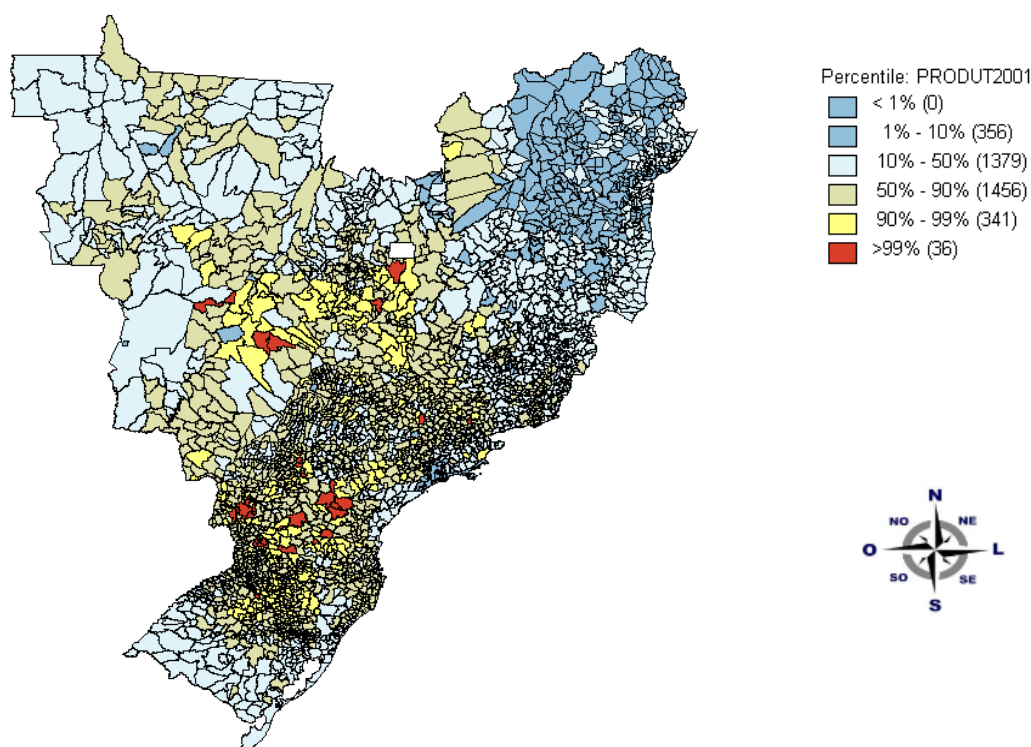 Percentile: PRODUT2001
< 1% (0)
1% - 10% (356)
10% - 50% (1379)
50% - 90% (1456)
90% - 99% (341)
>99% (36)
N
NO NE
O L
SO SE
S